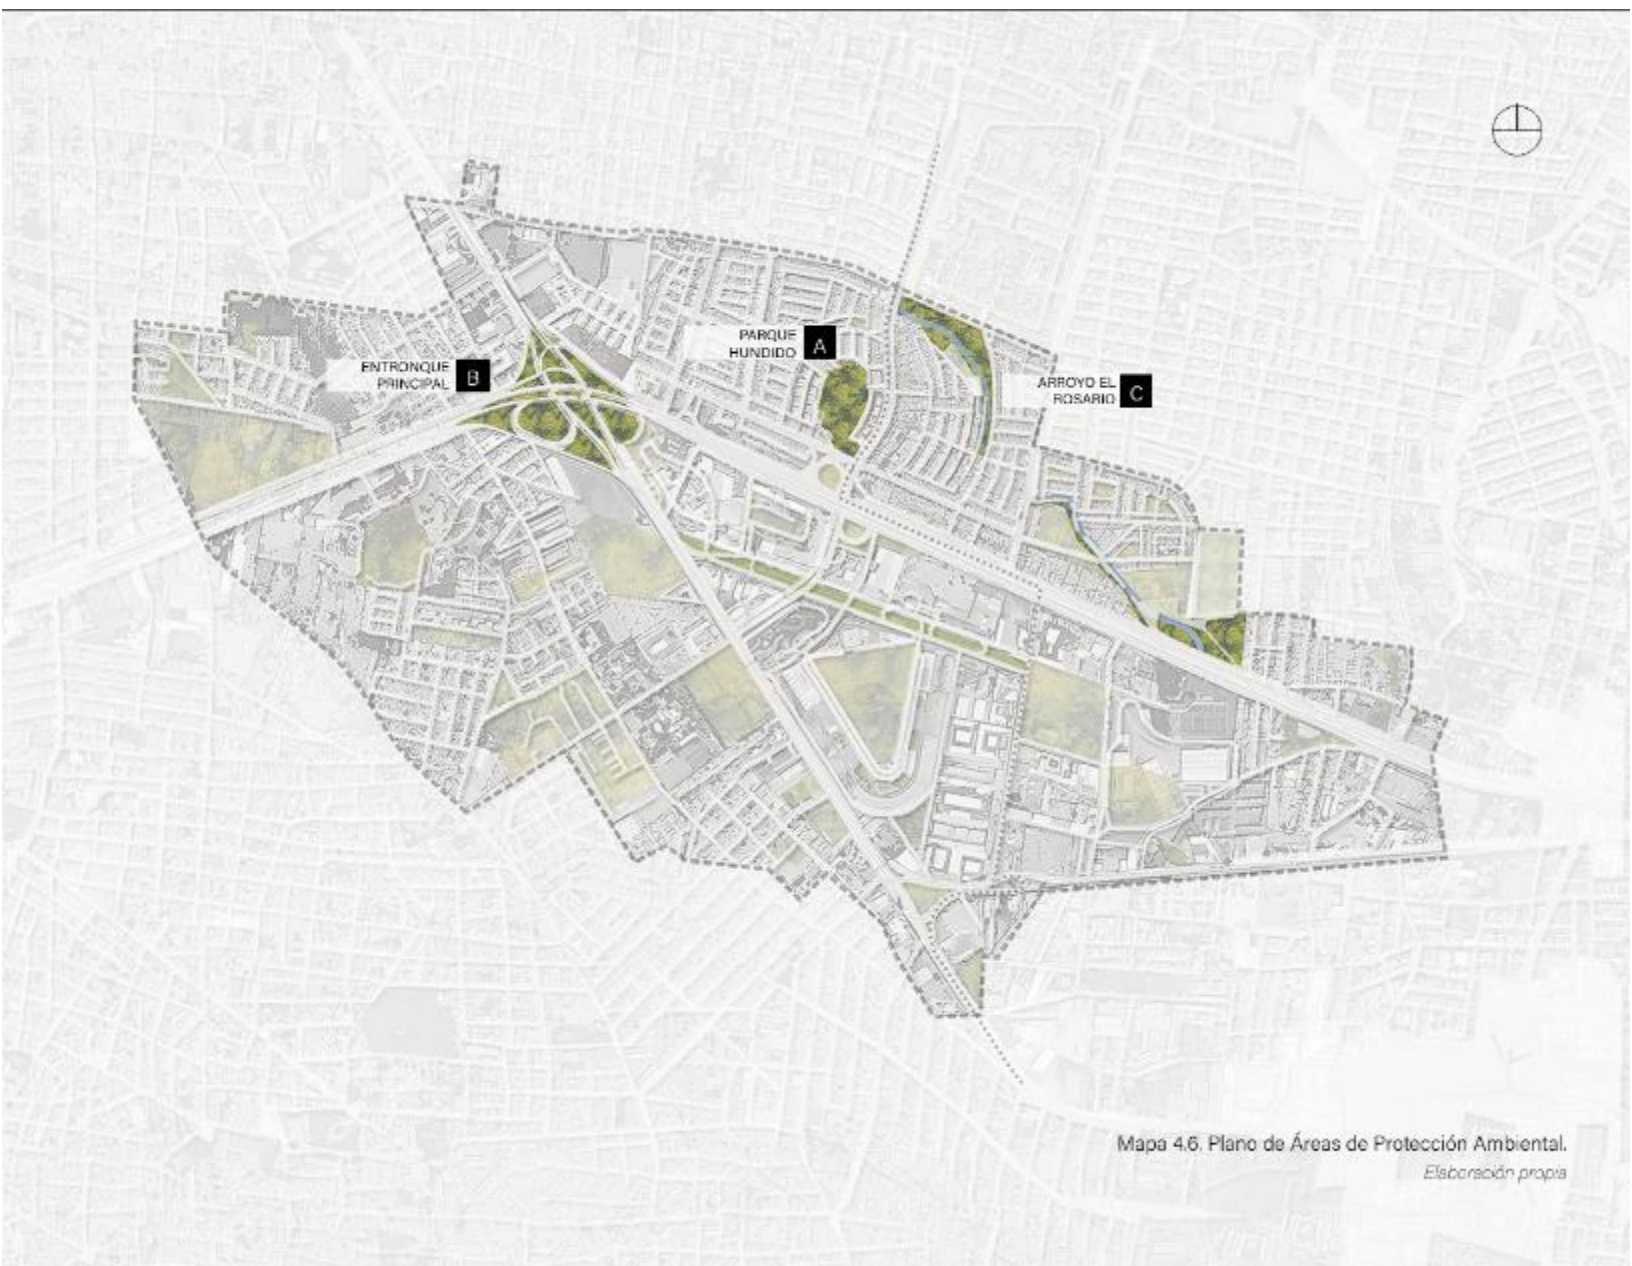 PARQUE
HUNDIDO
A
ENTRONQUE
PRINCIPAL
B
ARROYO EL
ROSARIO
C
Mapa 4.6. Plano de Áreas de Protección Ambiental.
Elaboración propia